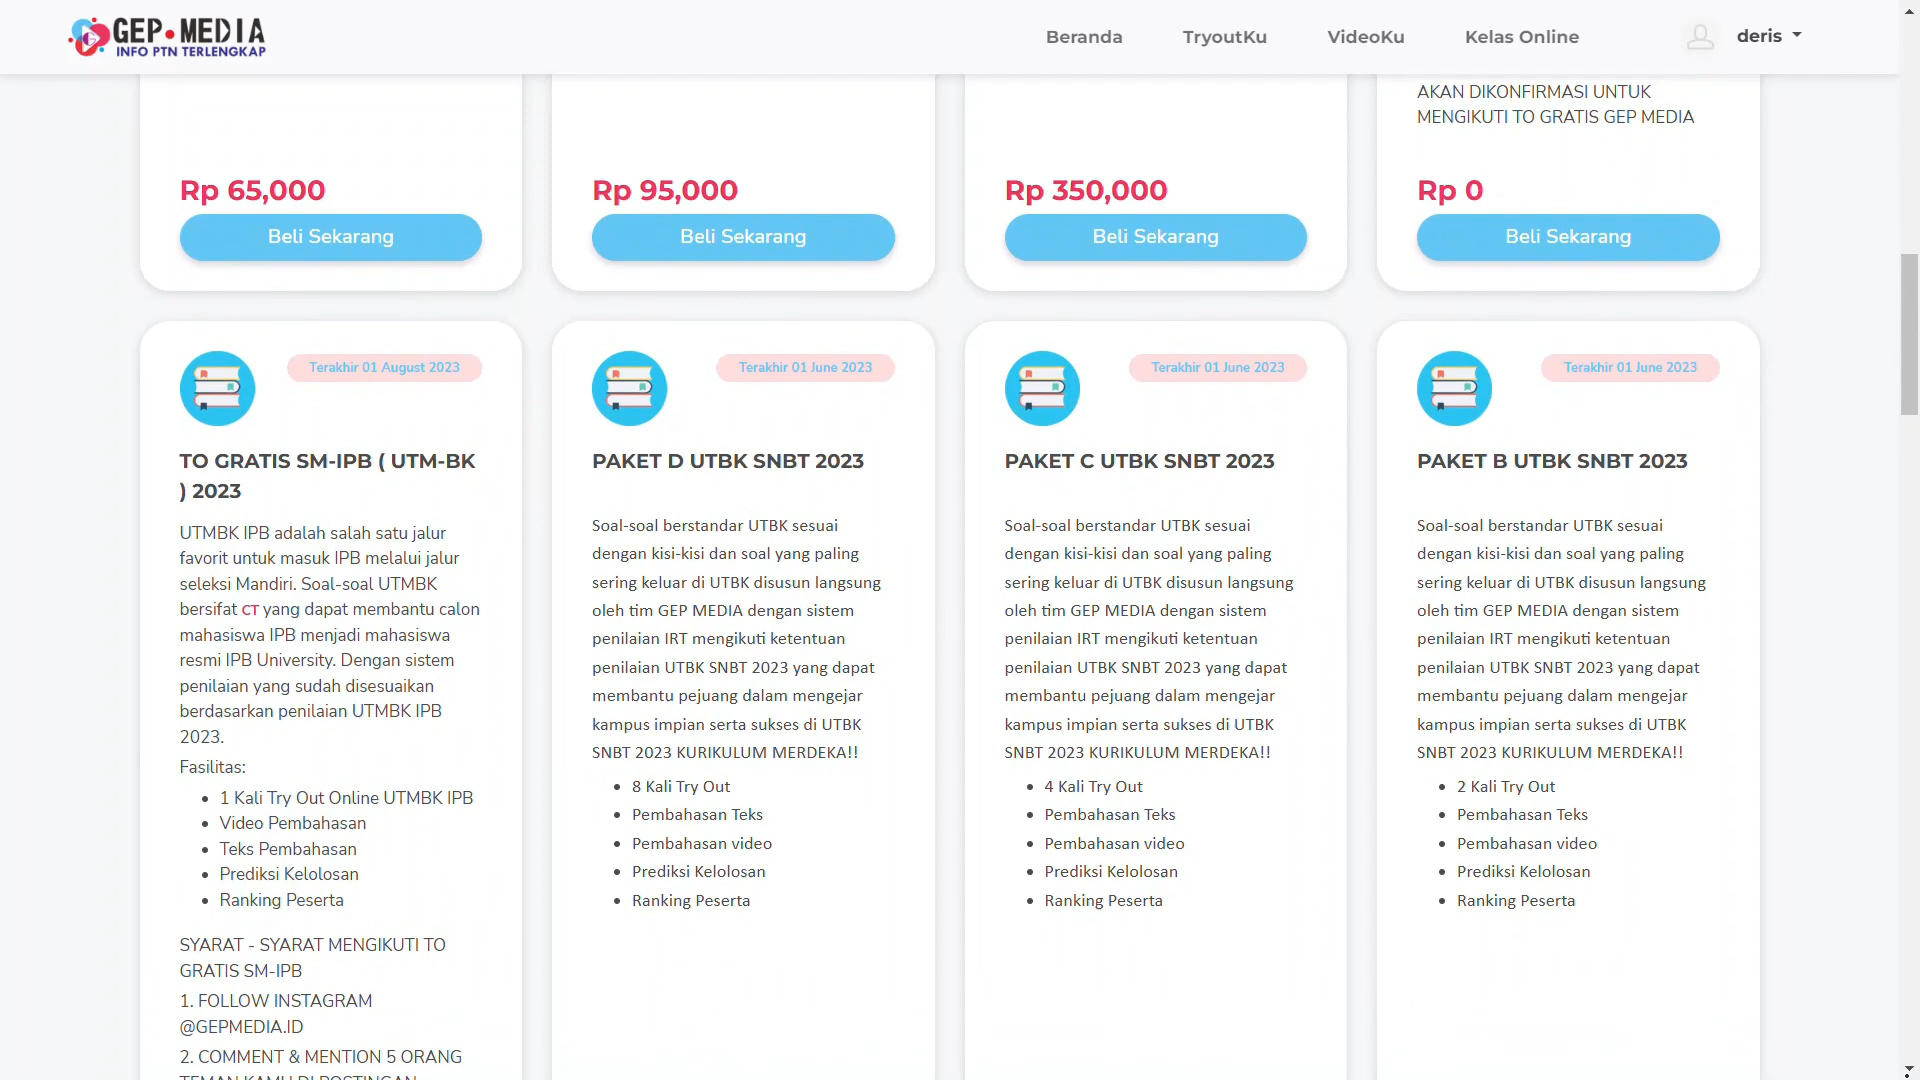 GEP MEDIA
INFO PTN TERLENGKAP
Beranda
TryoutKu
VideoKu
Kelas Online
deris
AKAN DIKONFIRMASI UNTUK
MENGIKUTI TO GRATIS GEP MEDIA
Rp 65,000
Beli Sekarang
Rp 95,000
Beli Sekarang
Rp 350,000
Beli Sekarang
Rp 0
Beli Sekarang
Terakhir 01 August 2023
TO GRATIS SM-IPB ( UTM-BK
) 2023
UTMBK IPB adalah salah satu jalur
favorit untuk masuk IPB melalui jalur
seleksi Mandiri. Soal-soal UTMBK
bersifat CT yang dapat membantu calon
mahasiswa IPB menjadi mahasiswa
resmi IPB University. Dengan sistem
penilaian yang sudah disesuaikan
berdasarkan penilaian UTMBK IPB
2023.
Fasilitas:
• 1 Kali Try Out Online UTMBK IPB
• Video Pembahasan
• Teks Pembahasan
• Prediksi Kelolosan
• Ranking Peserta
SYARAT - SYARAT MENGIKUTI TO
GRATIS SM-IPB
1. FOLLOW INSTAGRAM
@GEPMEDIA.ID
2. COMMENT & MENTION 5 ORANG
TEMAN KAMU DI POSTINGAN
Terakhir 01 June 2023
PAKET D UTBK SNBT 2023
Soal-soal berstandar UTBK sesuai
dengan kisi-kisi dan soal yang paling
sering keluar di UTBK disusun langsung
oleh tim GEP MEDIA dengan sistem
penilaian IRT mengikuti ketentuan
penilaian UTBK SNBT 2023 yang dapat
membantu pejuang dalam mengejar
kampus impian serta sukses di UTBK
SNBT 2023 KURIKULUM MERDEKA!!
• 8 Kali Try Out
• Pembahasan Teks
• Pembahasan video
• Prediksi Kelolosan
• Ranking Peserta
Terakhir 01 June 2023
PAKET C UTBK SNBT 2023
Soal-soal berstandar UTBK sesuai
dengan kisi-kisi dan soal yang paling
sering keluar di UTBK disusun langsung
oleh tim GEP MEDIA dengan sistem
penilaian IRT mengikuti ketentuan
penilaian UTBK SNBT 2023 yang dapat
membantu pejuang dalam mengejar
kampus impian serta sukses di UTBK
SNBT 2023 KURIKULUM MERDEKA!!
• 4 Kali Try Out
• Pembahasan Teks
• Pembahasan video
• Prediksi Kelolosan
• Ranking Peserta
Terakhir 01 June 2023
PAKET B UTBK SNBT 2023
Soal-soal berstandar UTBK sesuai
dengan kisi-kisi dan soal yang paling
sering keluar di UTBK disusun langsung
oleh tim GEP MEDIA dengan sistem
penilaian IRT mengikuti ketentuan
penilaian UTBK SNBT 2023 yang dapat
membantu pejuang dalam mengejar
kampus impian serta sukses di UTBK
SNBT 2023 KURIKULUM MERDEKA!!
• 2 Kali Try Out
• Pembahasan Teks
• Pembahasan video
• Prediksi Kelolosan
• Ranking Peserta